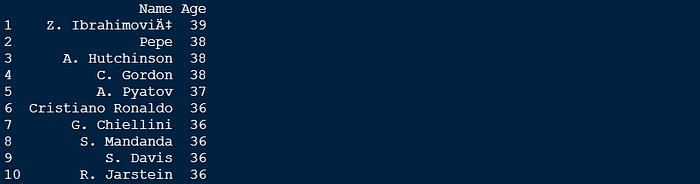 Name Age
1 Z. IbrahimoviÄ‡ 39
2 Pepe 38
3 A. Hutchinson 38
4 C. Gordon 38
5 A. Pyatov 37
6 Cristiano Ronaldo 36
7 G. Chiellini 36
8 S. Mandanda 36
9 S. Davis 36
10 R. Jarstein 36